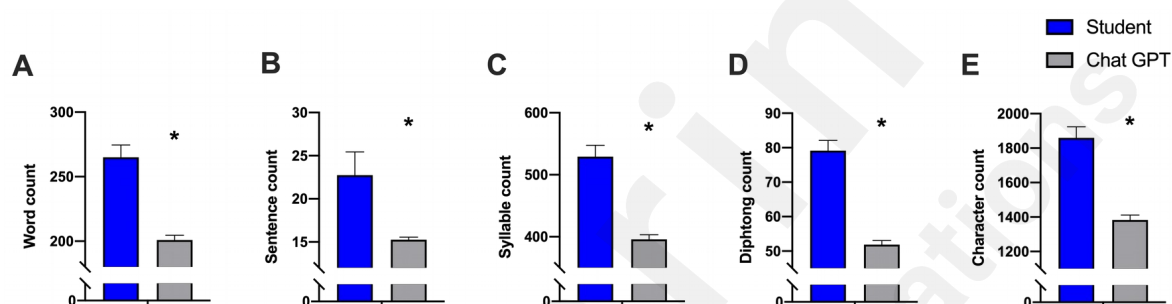 Student
Chat GPT
A
B
C
D
E
300
250
200
0
Word count
*
30
25
20
15
0
Sentence count
*
600
500
400
0
Syllable count
*
90
80
70
60
50
0
Diphtong count
*
2000
1800
1600
1400
1200
0
Character count
*